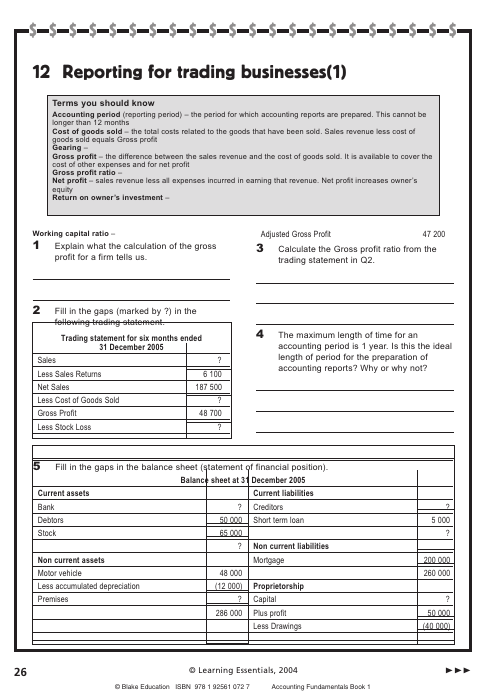 12 Reporting for trading businesses(1)
Terms you should know
Accounting period (reporting period) – the period for which accounting reports are prepared. This cannot be
longer than 12 months
Cost of goods sold – the total costs related to the goods that have been sold. Sales revenue less cost of
goods sold equals Gross profit
Gearing –
Gross profit – the difference between the sales revenue and the cost of goods sold. It is available to cover the
cost of other expenses and for net profit
Gross profit ratio –
Net profit – sales revenue less all expenses incurred in earning that revenue. Net profit increases owner's
equity
Return on owner's investment –
Working capital ratio –
1 Explain what the calculation of the gross
profit for a firm tells us.
2 Fill in the gaps (marked by ?) in the
following trading statement.
Trading statement for six months ended
31 December 2005
Sales ?
Less Sales Returns 6 100
Net Sales 187 500
Less Cost of Goods Sold ?
Gross Profit 48 700
Less Stock Loss ?
Adjusted Gross Profit 47 200
3 Calculate the Gross profit ratio from the
trading statement in Q2.
4 The maximum length of time for an
accounting period is 1 year. Is this the ideal
length of period for the preparation of
accounting reports? Why or why not?
5 Fill in the gaps in the balance sheet (statement of financial position).
Balance sheet at 31 December 2005
Current assets Current liabilities
Bank ? Creditors ?
Debtors 50 000 Short term loan 5 000
Stock 65 000 ?
? Non current liabilities
Non current assets Mortgage 200 000
Motor vehicle 48 000 260 000
Less accumulated depreciation (12 000) Proprietorship
Premises ? Capital ?
286 000 Plus profit 50 000
Less Drawings (40 000)
26 © Learning Essentials, 2004
© Blake Education ISBN 978 1 92561 072 7 Accounting Fundamentals Book 1